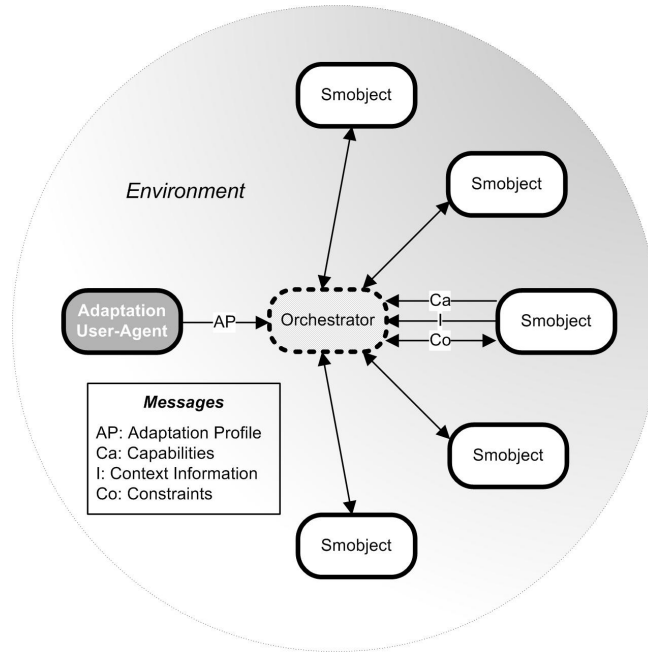 Smobject
Environment
Smobject
Adaptation
User-Agent
AP
Orchestrator
Ca
I
Co
Smobject
Messages
AP: Adaptation Profile
Ca: Capabilities
I: Context Information
Co: Constraints
Smobject
Smobject